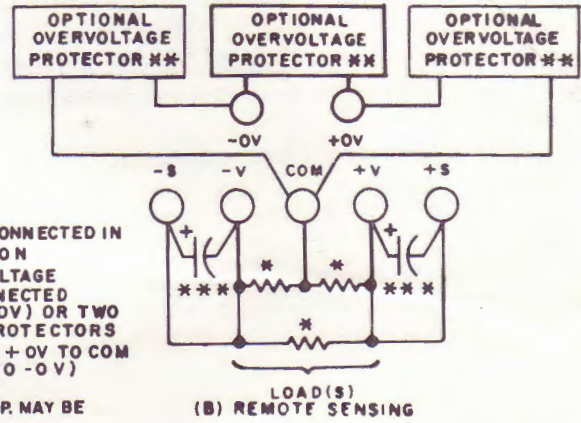 OPTIONAL OVERVOLTAGE PROTECTOR **
OPTIONAL OVERVOLTAGE PROTECTOR **
OPTIONAL OVERVOLTAGE PROTECTOR **
-OV +OV
-S -V COM +V +S
+ +
* *
*** ***
*
ONNECTED IN
ON
LTAGE
NECTED
OV) OR TWO
ROTECTORS
+OV TO COM
O -OV)
P. MAY BE
LOAD(S)
(B) REMOTE SENSING